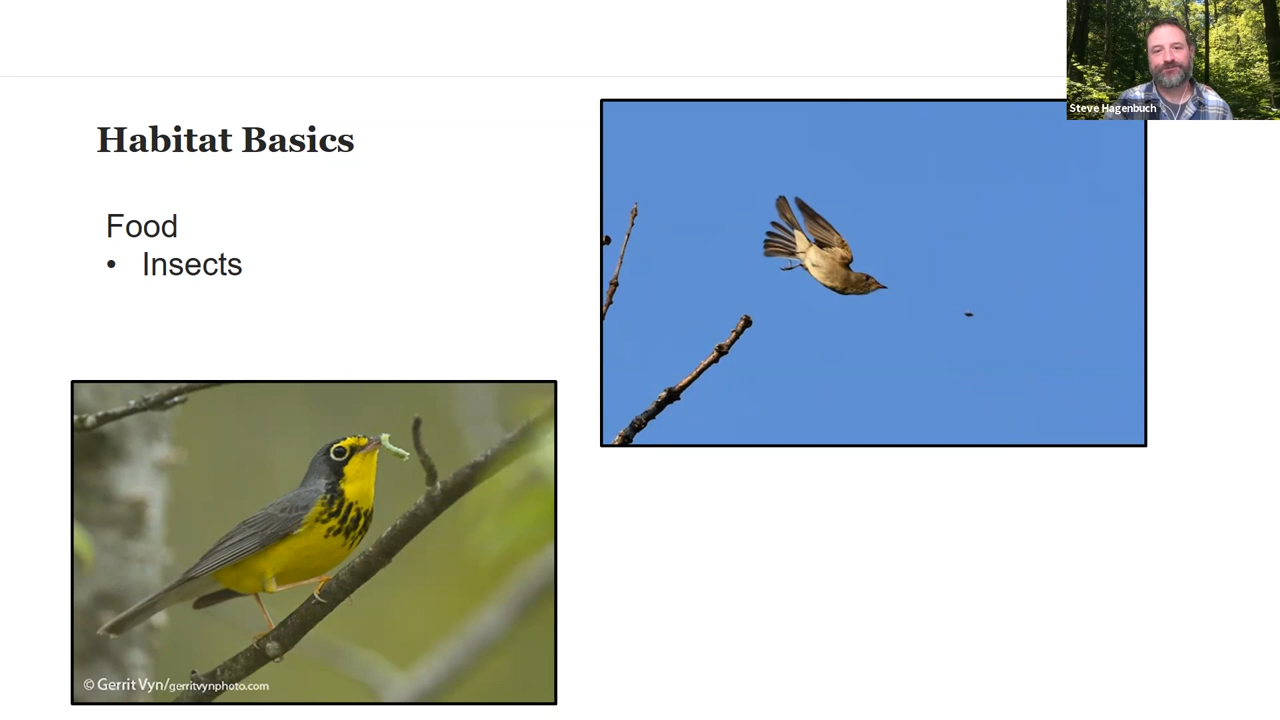 Steve Hagenbuch
Habitat Basics
Food
• Insects
© Gerrit Vyn/gerritvynphoto.com